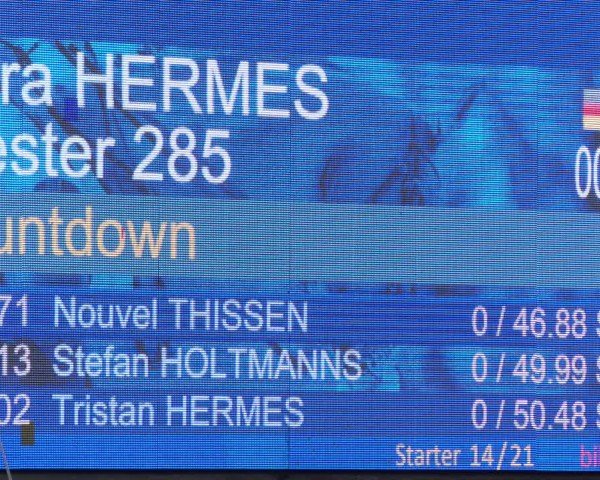 ra HERMES
ester 285
untdown
71 Nouvel THISSEN 0 / 46.88 S
13 Stefan HOLTMANNS 0 / 49.99 S
02 Tristan HERMES 0 / 50.48 S
Starter 14/21